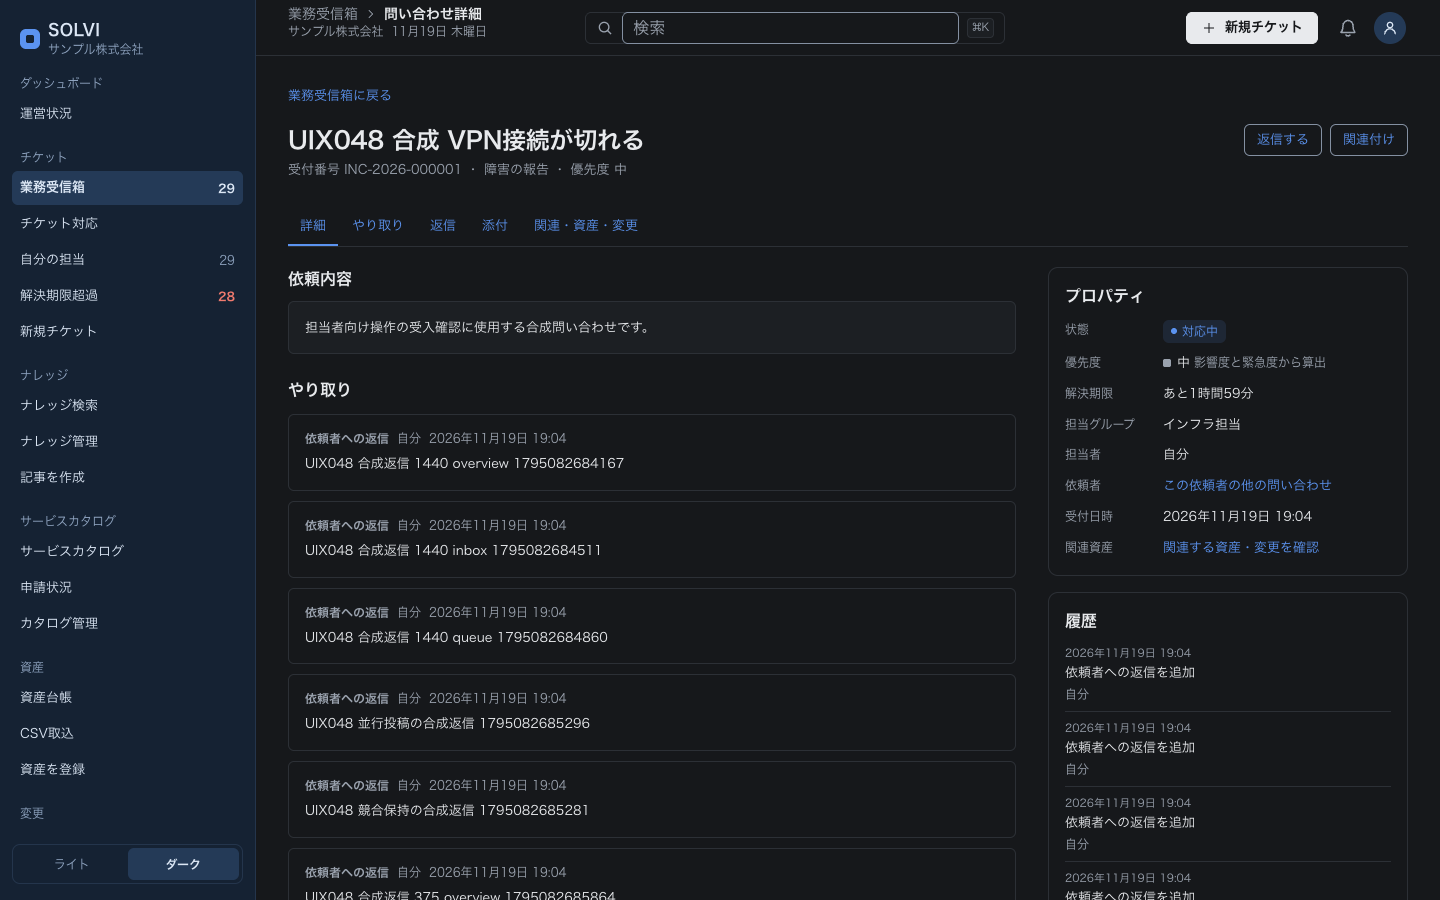 SOLVI
サンプル株式会社
ダッシュボード
運営状況
チケット
業務受信箱 29
チケット対応
自分の担当 29
解決期限超過 28
新規チケット
ナレッジ
ナレッジ検索
ナレッジ管理
記事を作成
サービスカタログ
サービスカタログ
申請状況
カタログ管理
資産
資産台帳
CSV取込
資産を登録
変更
ライト ダーク
業務受信箱 > 問い合わせ詳細
サンプル株式会社 11月19日 木曜日
検索 ⌘K
+ 新規チケット
業務受信箱に戻る
UIX048 合成 VPN接続が切れる
受付番号 INC-2026-000001 ・ 障害の報告 ・ 優先度 中
返信する 関連付け
詳細 やり取り 返信 添付 関連・資産・変更
依頼内容
担当者向け操作の受入確認に使用する合成問い合わせです。
やり取り
依頼者への返信 自分 2026年11月19日 19:04
UIX048 合成返信 1440 overview 1795082684167
依頼者への返信 自分 2026年11月19日 19:04
UIX048 合成返信 1440 inbox 1795082684511
依頼者への返信 自分 2026年11月19日 19:04
UIX048 合成返信 1440 queue 1795082684860
依頼者への返信 自分 2026年11月19日 19:04
UIX048 並行投稿の合成返信 1795082685296
依頼者への返信 自分 2026年11月19日 19:04
UIX048 競合保持の合成返信 1795082685281
依頼者への返信 自分 2026年11月19日 19:04
UIX048 合成返信 375 overview 1795082685864
プロパティ
状態 対応中
優先度 中 影響度と緊急度から算出
解決期限 あと1時間59分
担当グループ インフラ担当
担当者 自分
依頼者 この依頼者の他の問い合わせ
受付日時 2026年11月19日 19:04
関連資産 関連する資産・変更を確認
履歴
2026年11月19日 19:04
依頼者への返信を追加
自分
2026年11月19日 19:04
依頼者への返信を追加
自分
2026年11月19日 19:04
依頼者への返信を追加
自分
2026年11月19日 19:04
依頼者への返信を追加